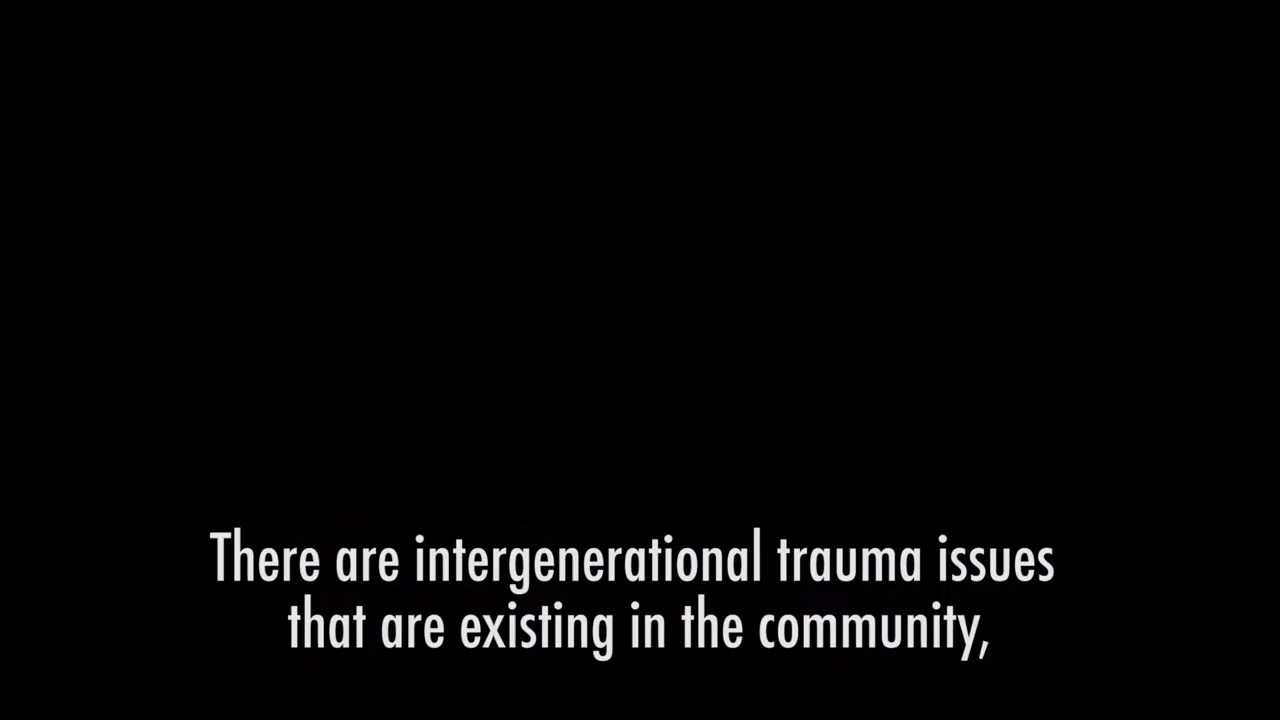 There are intergenerational trauma issues
that are existing in the community,